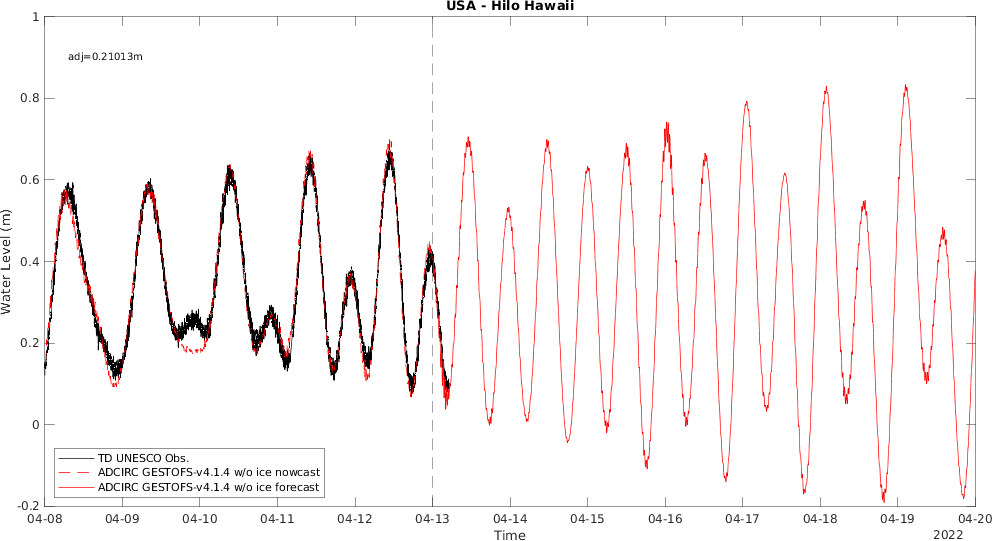 USA - Hilo Hawaii
adj=0.21013m
1
0.8
0.6
0.4
0.2
0
-0.2
Water Level (m)
TD UNESCO Obs.
ADCIRC GESTOFS-v4.1.4 w/o ice nowcast
ADCIRC GESTOFS-v4.1.4 w/o ice forecast
04-08 04-09 04-10 04-11 04-12 04-13 04-14 04-15 04-16 04-17 04-18 04-19 04-20
Time
2022